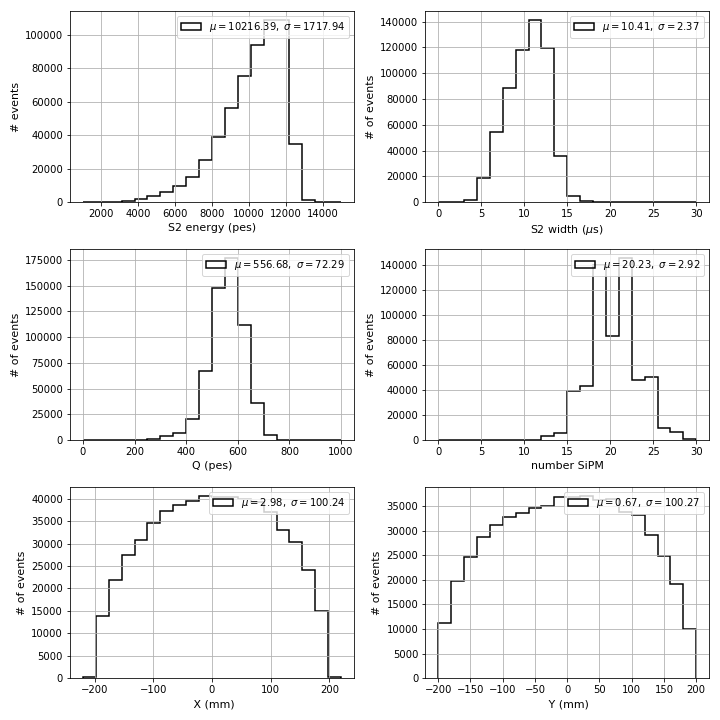 μ = 10216.39, σ = 1717.94
100000
80000
60000
40000
20000
0
# events
2000 4000 6000 8000 10000 12000 14000
S2 energy (pes)
μ = 10.41, σ = 2.37
140000
120000
100000
80000
60000
40000
20000
0
# of events
0 5 10 15 20 25 30
S2 width (μs)
μ = 556.68, σ = 72.29
175000
150000
125000
100000
75000
50000
25000
0
# of events
0 200 400 600 800 1000
Q (pes)
μ = 20.23, σ = 2.92
140000
120000
100000
80000
60000
40000
20000
0
# of events
0 5 10 15 20 25 30
number SiPM
μ = 2.98, σ = 100.24
40000
35000
30000
25000
20000
15000
10000
5000
0
# of events
−200 −100 0 100 200
X (mm)
μ = 0.67, σ = 100.27
35000
30000
25000
20000
15000
10000
5000
0
# of events
−200 −150 −100 −50 0 50 100 150 200
Y (mm)